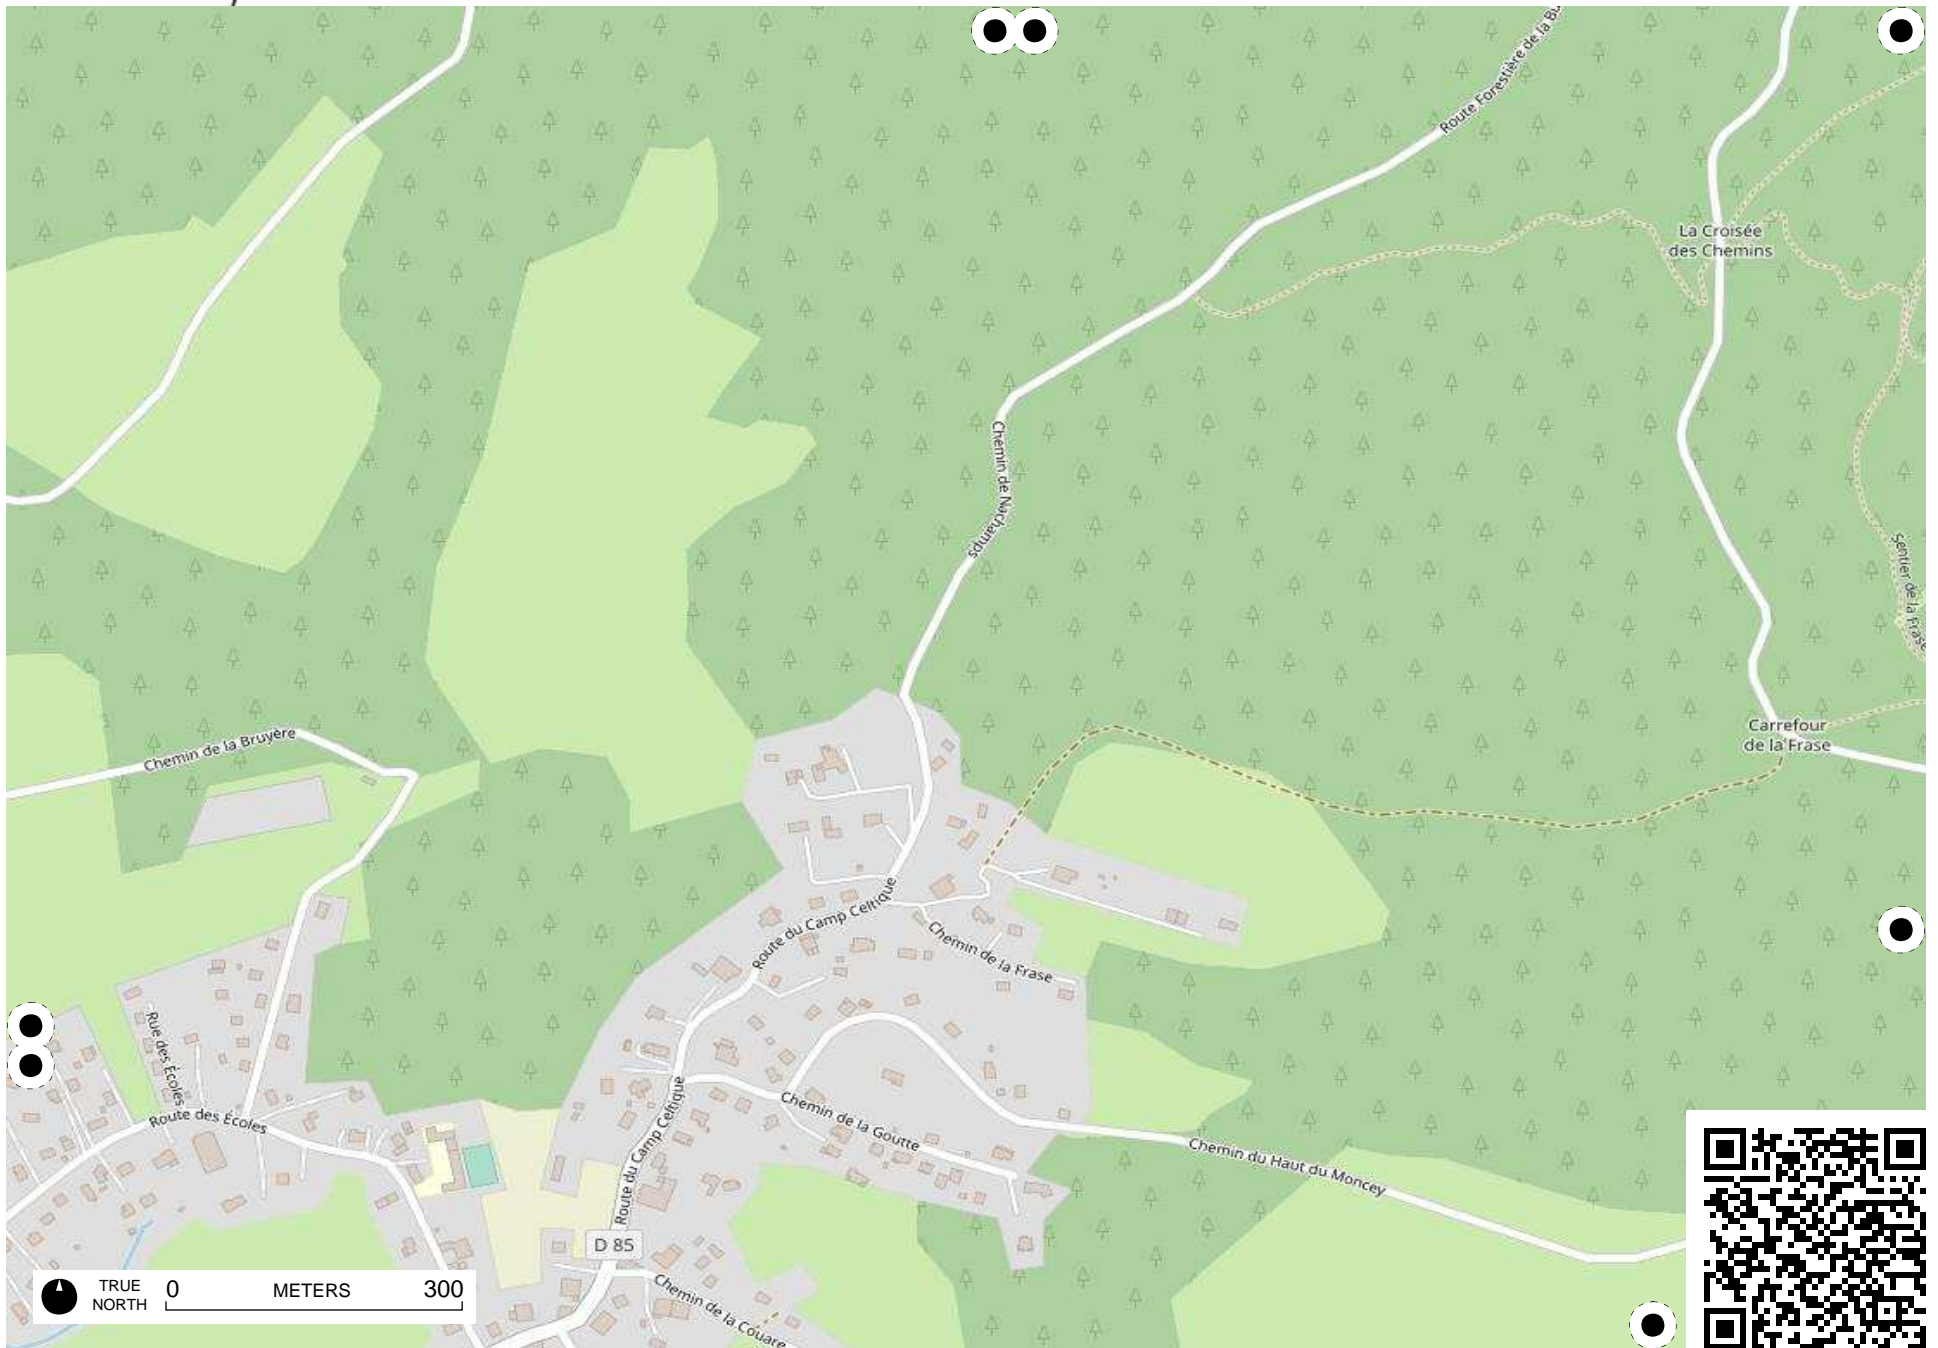 Route Forestière de la Bu
La Croisée
des Chemins
Chemin de Nachamps
Sentier de la Frase
Carrefour
de la Frase
Chemin de la Bruyère
Route du Camp Celtique
Chemin de la Frase
Rue des Écoles
Route des Écoles
Route du Camp Celtique
Chemin de la Goutte
Chemin du Haut du Moncey
D 85
Chemin de la Couare
TRUE
NORTH
0 METERS 300